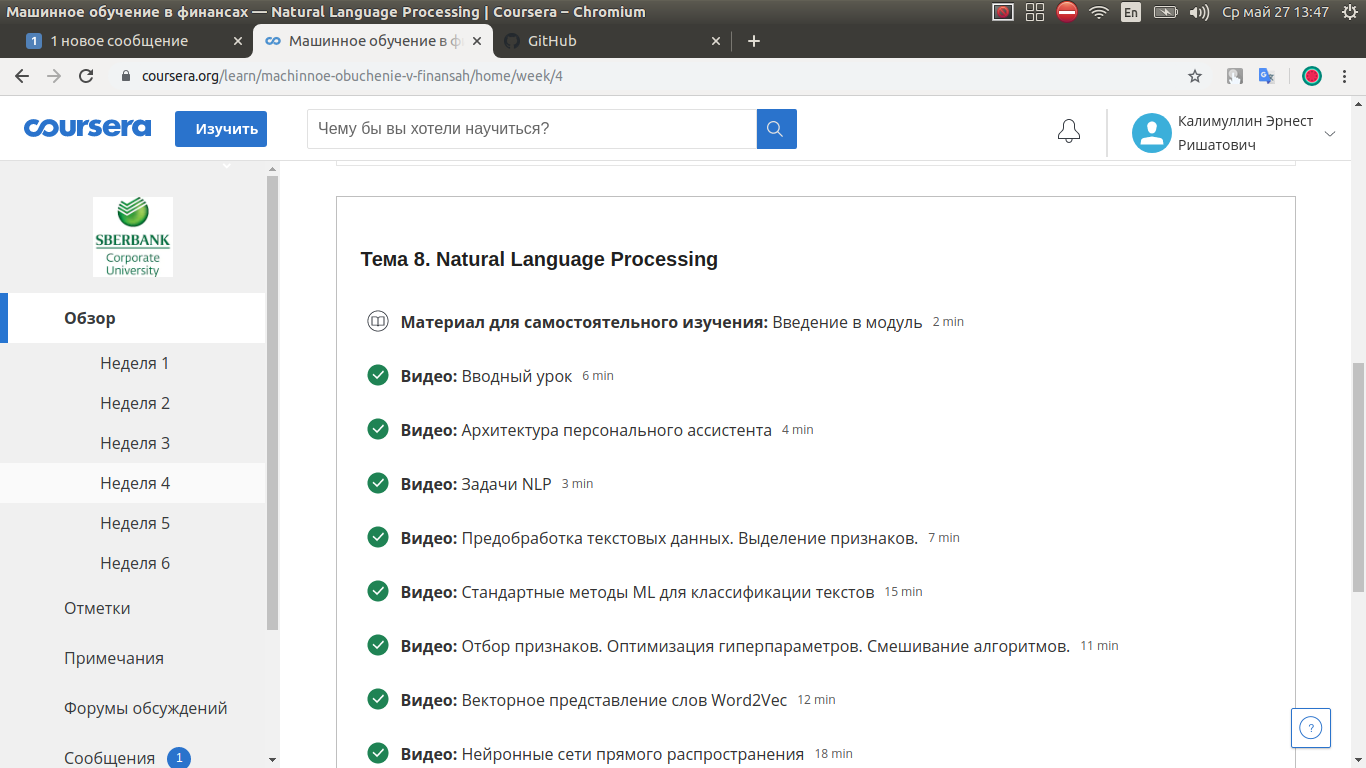 Машинное обучение в финансах — Natural Language Processing | Coursera – Chromium
En
Ср май 27 13:47
1 1 новое сообщение
Машинное обучение в ф
GitHub
coursera.org/learn/machinnoe-obuchenie-v-finansah/home/week/4
coursera
Изучить
Чему бы вы хотели научиться?
Калимуллин Эрнест
Ришатович
SBERBANK
Corporate
University
Обзор
Неделя 1
Неделя 2
Неделя 3
Неделя 4
Неделя 5
Неделя 6
Отметки
Примечания
Форумы обсуждений
Сообщения 1
Тема 8. Natural Language Processing
Материал для самостоятельного изучения: Введение в модуль 2 min
Видео: Вводный урок 6 min
Видео: Архитектура персонального ассистента 4 min
Видео: Задачи NLP 3 min
Видео: Предобработка текстовых данных. Выделение признаков. 7 min
Видео: Стандартные методы ML для классификации текстов 15 min
Видео: Отбор признаков. Оптимизация гиперпараметров. Смешивание алгоритмов. 11 min
Видео: Векторное представление слов Word2Vec 12 min
Видео: Нейронные сети прямого распространения 18 min
?